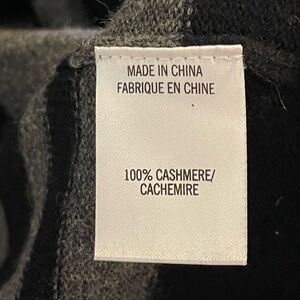 MADE IN CHINA
FABRIQUE EN CHINE
100% CASHMERE/
CACHEMIRE